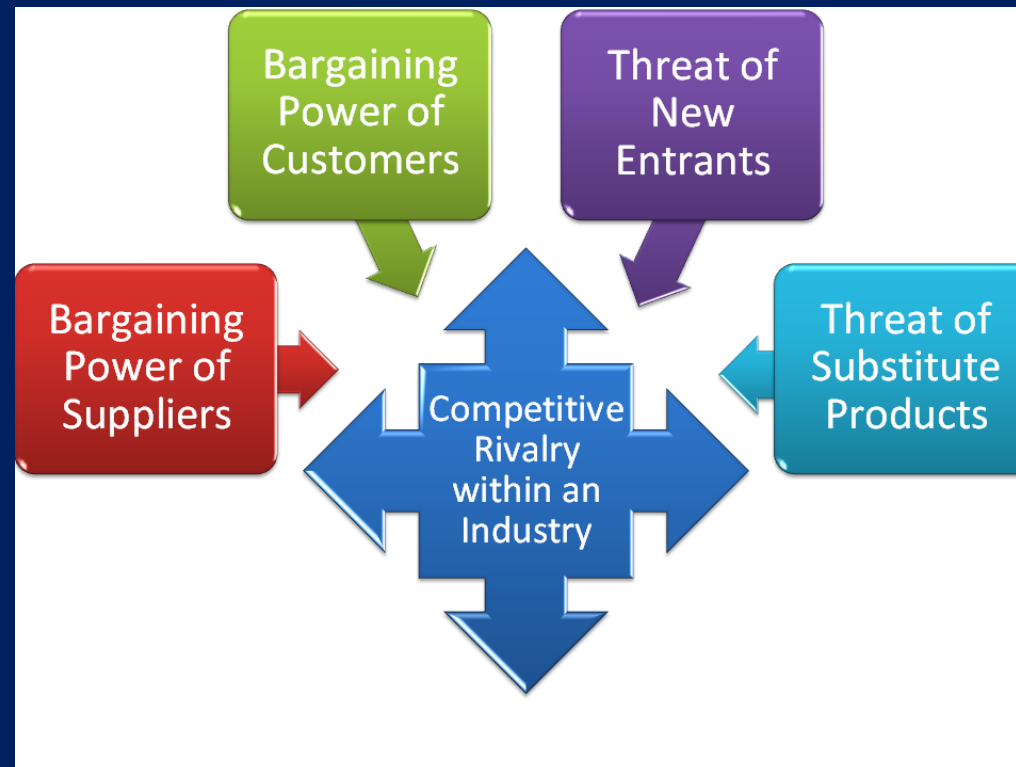 Bargaining
Power of
Customers
Threat of
New
Entrants
Bargaining
Power of
Suppliers
Threat of
Substitute
Products
Competitive
Rivalry
within an
Industry